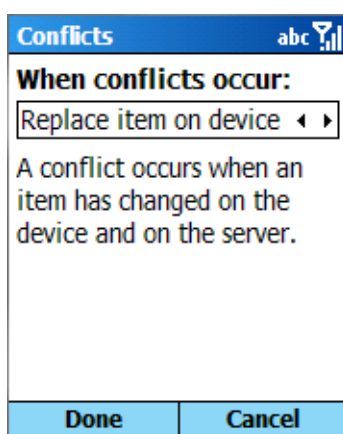 Conflicts abc
When conflicts occur:
Replace item on device
A conflict occurs when an
item has changed on the
device and on the server.
Done Cancel